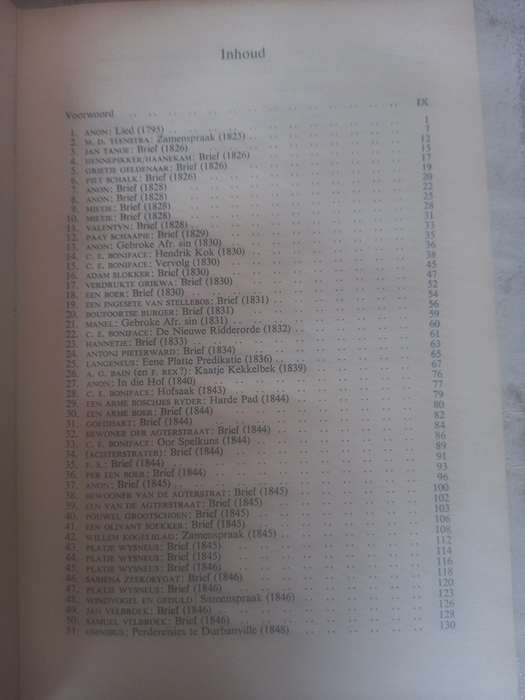 Inhoud
Voorwoord .. IX
1. ANON: Lied (1795) .. 1
2. M. D. TEENSTRA: Zamenspraak (1825) .. 7
3. JAN TANGE: Brief (1826) .. 12
4. HENNEPIKKER/HAANEKAM: Brief (1826) .. 15
5. GRIETJE GELDENAAR: Brief (1826) .. 17
6. PIET SCHALK: Brief (1826) .. 19
7. ANON: Brief (1828) .. 20
8. ANON: Brief (1828) .. 22
9. MIETJE: Brief (1828) .. 25
10. MIETJE: Brief (1828) .. 28
11. VALENTYN: Brief (1828) .. 31
12. PAAY SCHAAPIE: Brief (1829) .. 33
13. ANON: Gebroke Afr. sin (1830) .. 35
14. C. E. BONIFACE: Hendrik Kok (1830) .. 36
15. C. E. BONIFACE: Vervolg (1830) .. 38
16. ADAM SLOKKER: Brief (1830) .. 45
17. VERDRUKTE GRIKWA: Brief (1830) .. 47
18. EEN BOER: Brief (1830) .. 52
19. EEN INGESETE VAN STELLEBOS: Brief (1831) .. 54
20. BOUFOORTSE BURGER: Brief (1831) .. 56
21. MANEL: Gebroke Afr. sin (1831) .. 59
22. C. E. BONIFACE: De Nieuwe Ridderorde (1832) .. 60
23. HANNETJE: Brief (1833) .. 61
24. ANTONI PIETERWARD: Brief (1834) .. 63
25. LANGENEUS: Eene Platte Predikatie (1836) .. 65
26. A. G. BAIN (en F. REX?): Kaatje Kekkelbek (1839) .. 67
27. ANON: In die Hof (1840) .. 76
28. C. E. BONIFACE: Hofsaak (1843) .. 77
29. EEN ARME BOSCHJES RYDER: Harde Pad (1844) .. 79
30. EEN ARME BOER: Brief (1844) .. 80
31. GOEDHART: Brief (1844) .. 82
32. BEWONER DER AGTERSTRAAT: Brief (1844) .. 84
33. C. E. BONIFACE: Oor Spelkuns (1844) .. 86
34. [AGTERSTRATER]: Brief (1844) .. 89
35. Brief (1844) .. 91
36. PER EEN BOER: Brief (1844) .. 93
37. ANON: Brief (1845) .. 96
38. BEWOONER VAN DE AGTERSTRAT: Brief (1845) .. 100
39. EEN VAN DE AGTERSTRAAT: Brief (1845) .. 102
40. POUWEL GROOTSCHOEN: Brief (1845) .. 103
41. EEN OLIVANT SOEKKER: Brief (1845) .. 106
42. WILLEM KOGELSLAG: Zamenspraak (1845) .. 108
43. PLATJE WYSNEUS: Brief (1845) .. 112
44. PLATJE WYSNEUS: Brief (1845) .. 114
45. PLATJE WYSNEUS: Brief (1845) .. 116
46. SABIENA ZEEKOEYGAT: Brief (1846) .. 118
47. PLATJE WYSNEUS: Brief (1846) .. 120
48. WINDVOGEL EN GEDULD: Samenspraak (1846) .. 123
49. JAN VELBROEK: Brief (1846) .. 126
50. SAMUEL VELBROEK: Brief (1846) .. 128
51. OMNIBUS: Perderenies te Durbanville (1848) .. 130